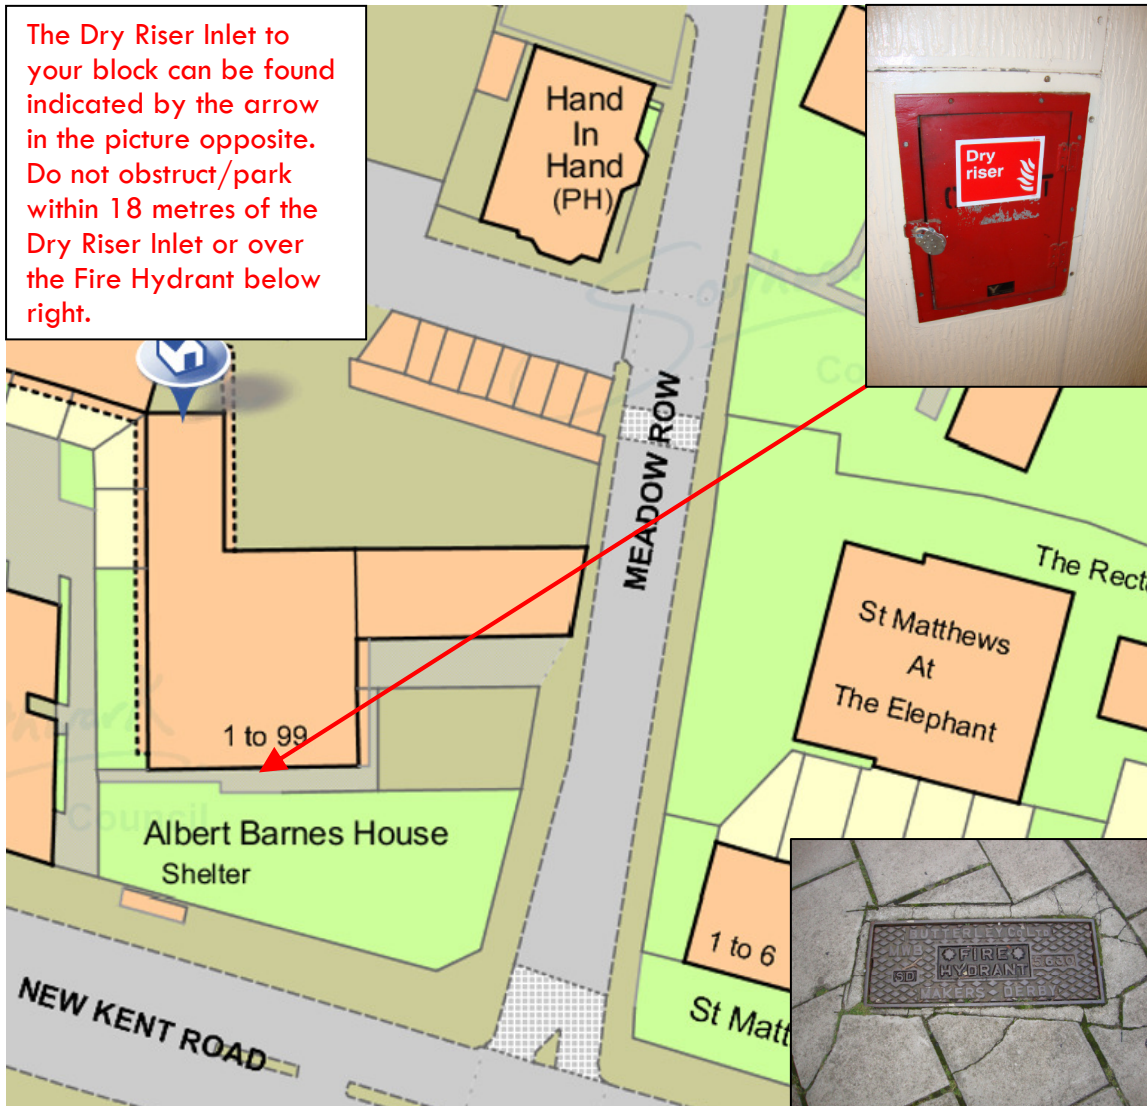 The Dry Riser Inlet to
your block can be found
indicated by the arrow
in the picture opposite.
Do not obstruct/park
within 18 metres of the
Dry Riser Inlet or over
the Fire Hydrant below
right.
Hand
In
Hand
(PH)
Dry
riser
MEADOW ROW
The Recto
St Matthews
At
The Elephant
1 to 99
Council
Albert Barnes House
Shelter
1 to 6
St Matt
NEW KENT ROAD
FIRE
HYDRANT
MAKERS DERBY